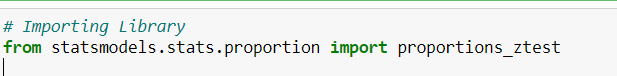 # Importing Library
from statsmodels.stats.proportion import proportions_ztest